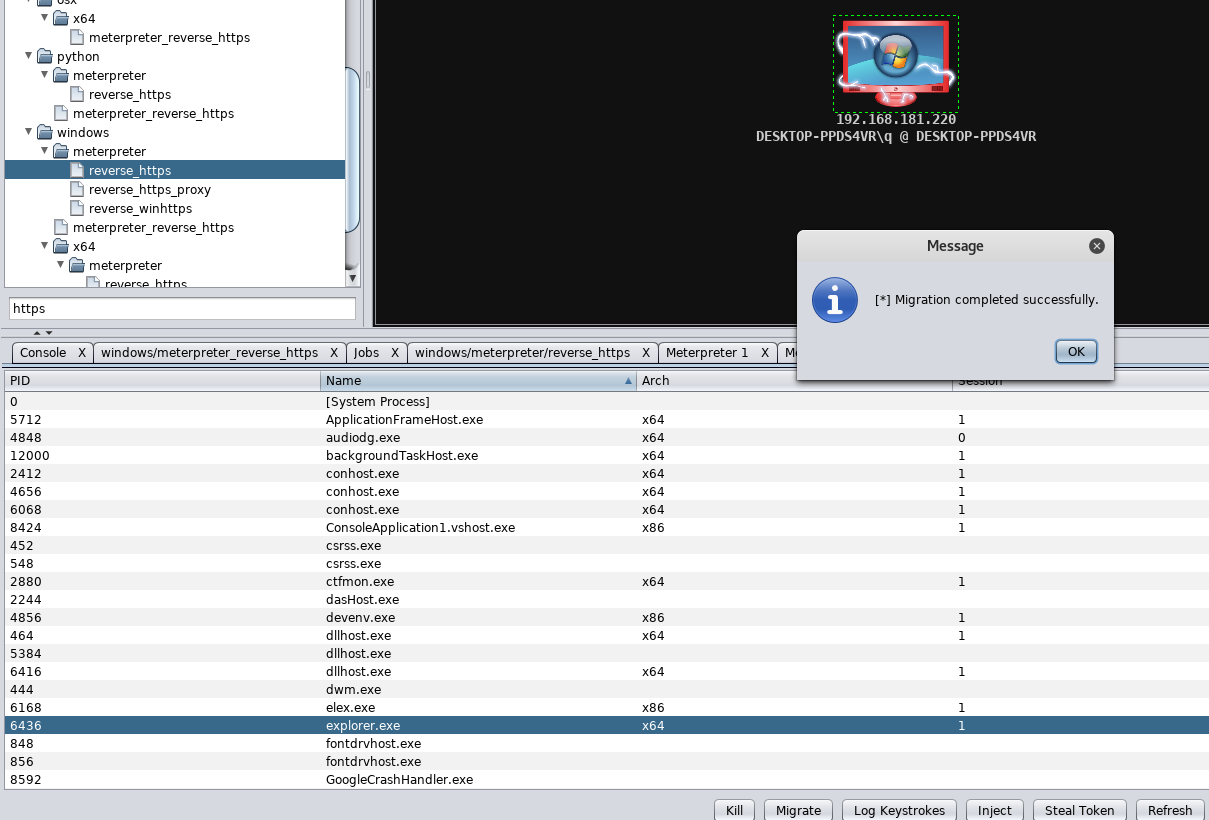 osx
x64
meterpreter_reverse_https
python
meterpreter
reverse_https
meterpreter_reverse_https
windows
meterpreter
reverse_https
reverse_https_proxy
reverse_winhttps
meterpreter_reverse_https
x64
meterpreter
reverse_https
https
192.168.181.220
DESKTOP-PPDS4VR\q @ DESKTOP-PPDS4VR
Message
[*] Migration completed successfully.
OK
Console X windows/meterpreter_reverse_https X Jobs X windows/meterpreter/reverse_https X Meterpreter 1 X
PID Name Arch Session
0 [System Process]
5712 ApplicationFrameHost.exe x64 1
4848 audiodg.exe x64 0
12000 backgroundTaskHost.exe x64 1
2412 conhost.exe x64 1
4656 conhost.exe x64 1
6068 conhost.exe x64 1
8424 ConsoleApplication1.vshost.exe x86 1
452 csrss.exe
548 csrss.exe
2880 ctfmon.exe x64 1
2244 dasHost.exe
4856 devenv.exe x86 1
464 dllhost.exe x64 1
5384 dllhost.exe
6416 dllhost.exe x64 1
444 dwm.exe
6168 elex.exe x86 1
6436 explorer.exe x64 1
848 fontdrvhost.exe
856 fontdrvhost.exe
8592 GoogleCrashHandler.exe
Kill Migrate Log Keystrokes Inject Steal Token Refresh